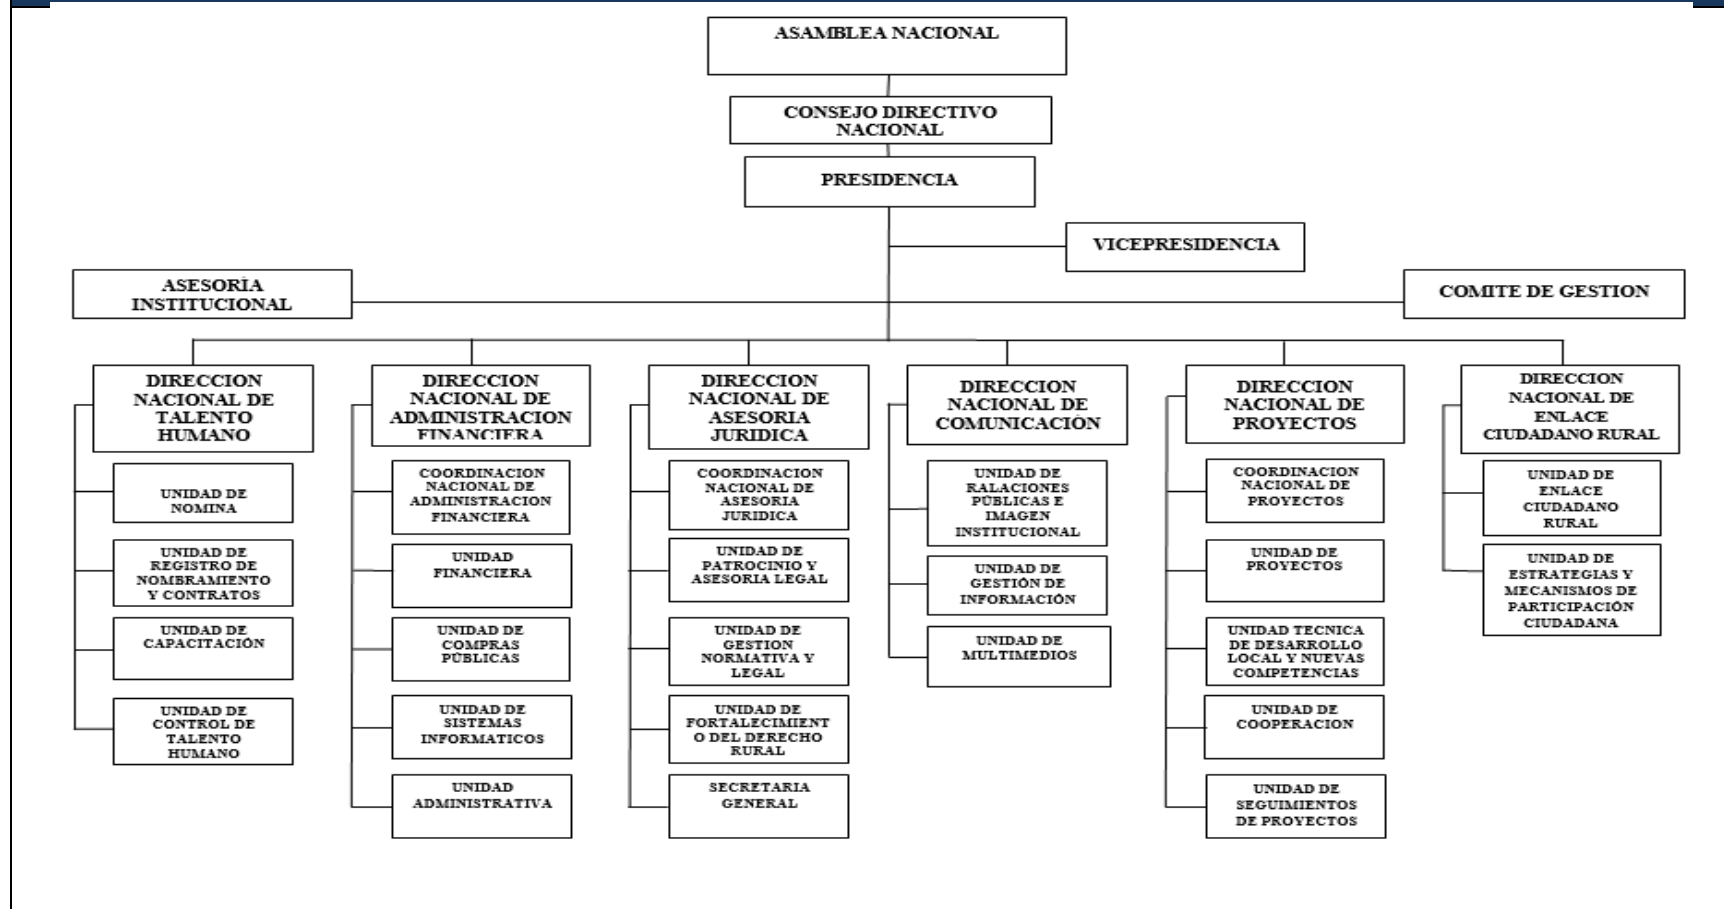 ASAMBLEA NACIONAL
CONSEJO DIRECTIVO
NACIONAL
PRESIDENCIA
VICEPRESIDENCIA
ASESORÍA
INSTITUCIONAL
COMITE DE GESTION
DIRECCION
NACIONAL DE
TALENTO
HUMANO
UNIDAD DE
NOMINA
UNIDAD DE
REGISTRO DE
NOMBRAMIENTO
Y CONTRATOS
UNIDAD DE
CAPACITACIÓN
UNIDAD DE
CONTROL DE
TALENTO
HUMANO
DIRECCION
NACIONAL DE
ADMINISTRACION
FINANCIERA
COORDINACION
NACIONAL DE
ADMINISTRACION
FINANCIERA
UNIDAD
FINANCIERA
UNIDAD DE
COMPRAS
PÚBLICAS
UNIDAD DE
SISTEMAS
INFORMATICOS
UNIDAD
ADMINISTRATIVA
DIRECCION
NACIONAL DE
ASESORIA
JURIDICA
COORDINACION
NACIONAL DE
ASESORIA
JURIDICA
UNIDAD DE
PATROCINIO Y
ASESORIA LEGAL
UNIDAD DE
GESTION
NORMATIVA Y
LEGAL
UNIDAD DE
FORTALECIMIENT
O DEL DERECHO
RURAL
SECRETARIA
GENERAL
DIRECCION
NACIONAL DE
COMUNICACIÓN
UNIDAD DE
RALACIONES
PÚBLICAS E
IMAGEN
INSTITUCIONAL
UNIDAD DE
GESTIÓN DE
INFORMACIÓN
UNIDAD DE
MULTIMEDIOS
DIRECCION
NACIONAL DE
PROYECTOS
COORDINACION
NACIONAL DE
PROYECTOS
UNIDAD DE
PROYECTOS
UNIDAD TECNICA
DE DESARROLLO
LOCAL Y NUEVAS
COMPETENCIAS
UNIDAD DE
COOPERACION
UNIDAD DE
SEGUIMIENTOS
DE PROYECTOS
DIRECCION
NACIONAL DE
ENLACE
CIUDADANO RURAL
UNIDAD DE
ENLACE
CIUDADANO
RURAL
UNIDAD DE
ESTRATEGIAS Y
MECANISMOS DE
PARTICIPACIÓN
CIUDADANA